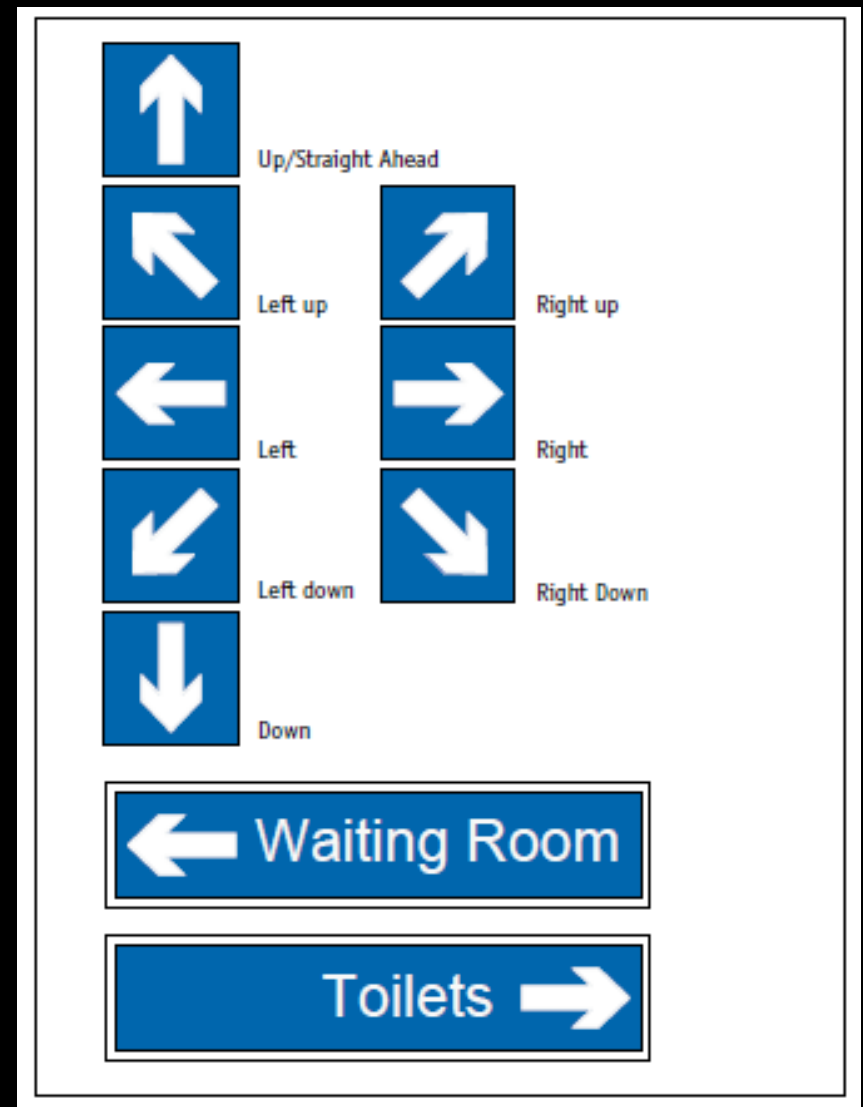 Up/Straight Ahead
Left up
Right up
Left
Right
Left down
Right Down
Down
Waiting Room
Toilets